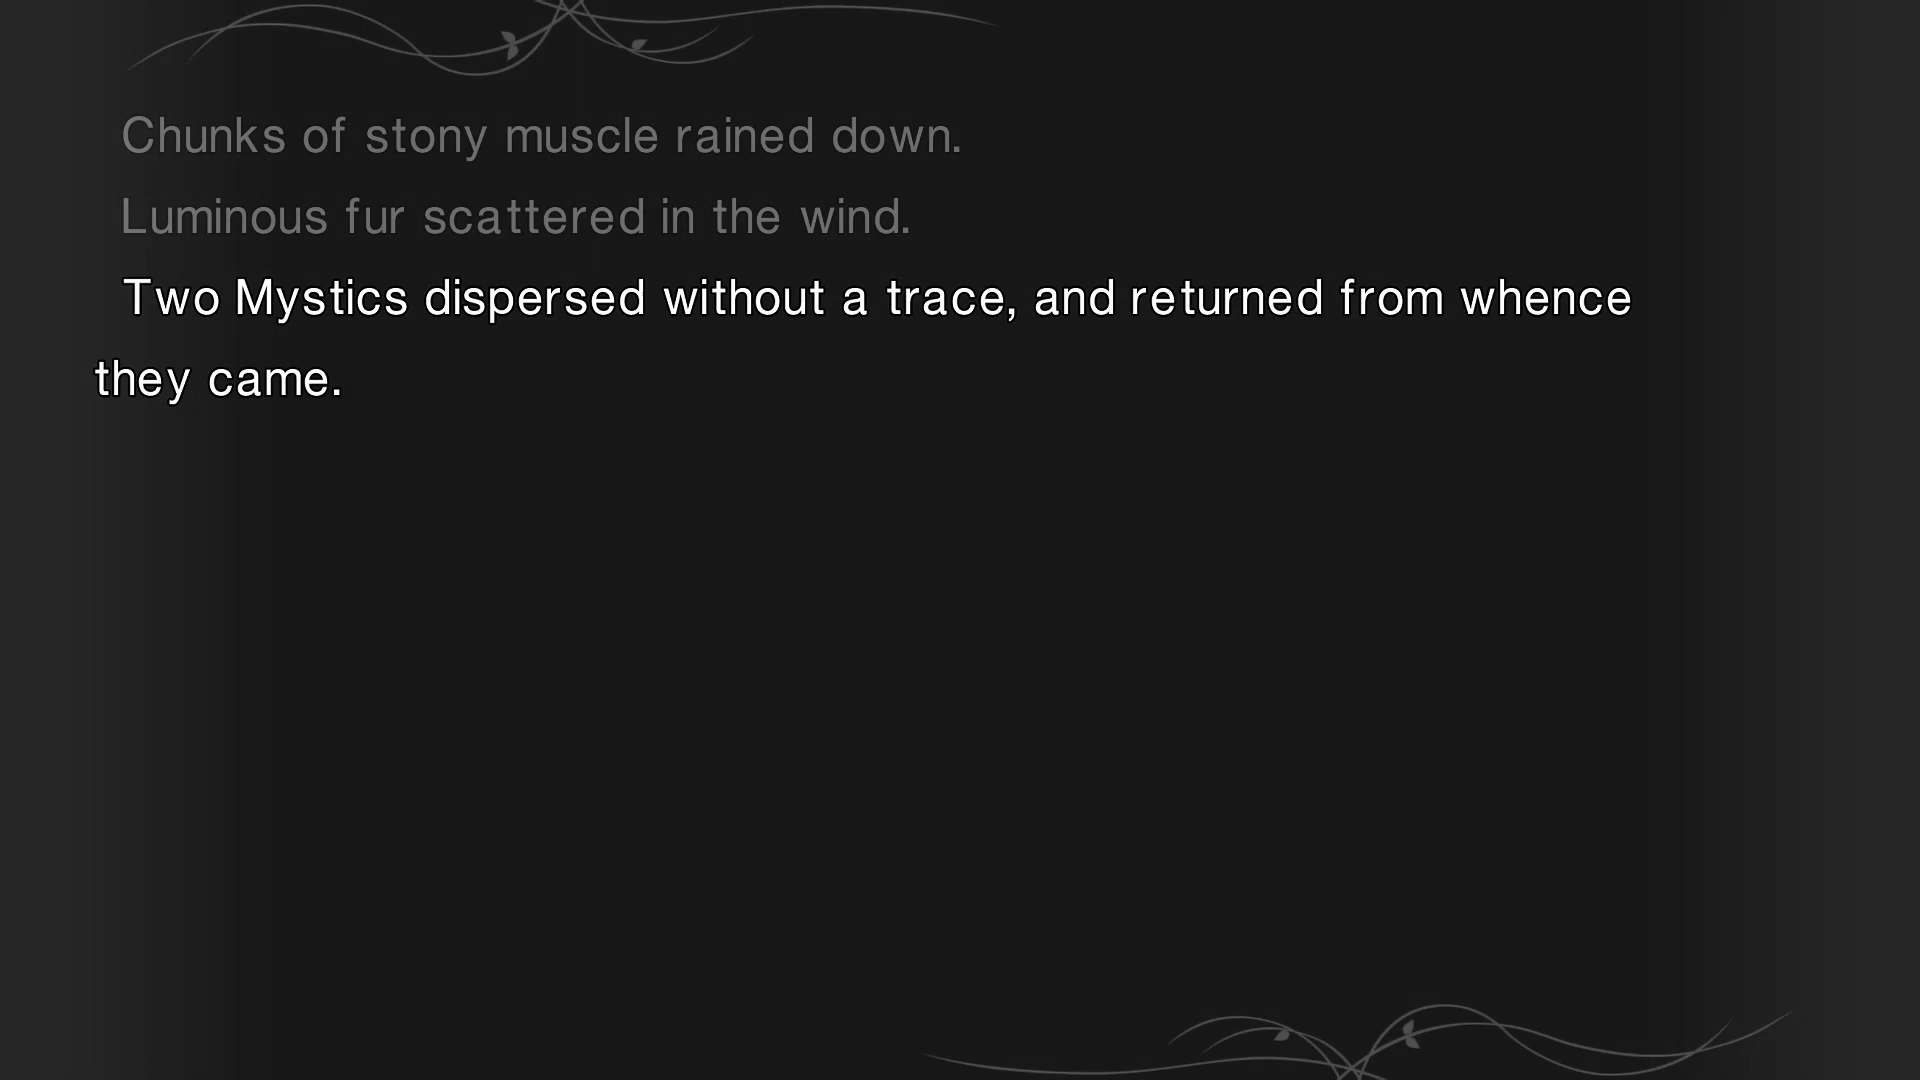 Chunks of stony muscle rained down.
Luminous fur scattered in the wind.
Two Mystics dispersed without a trace, and returned from whence
they came.